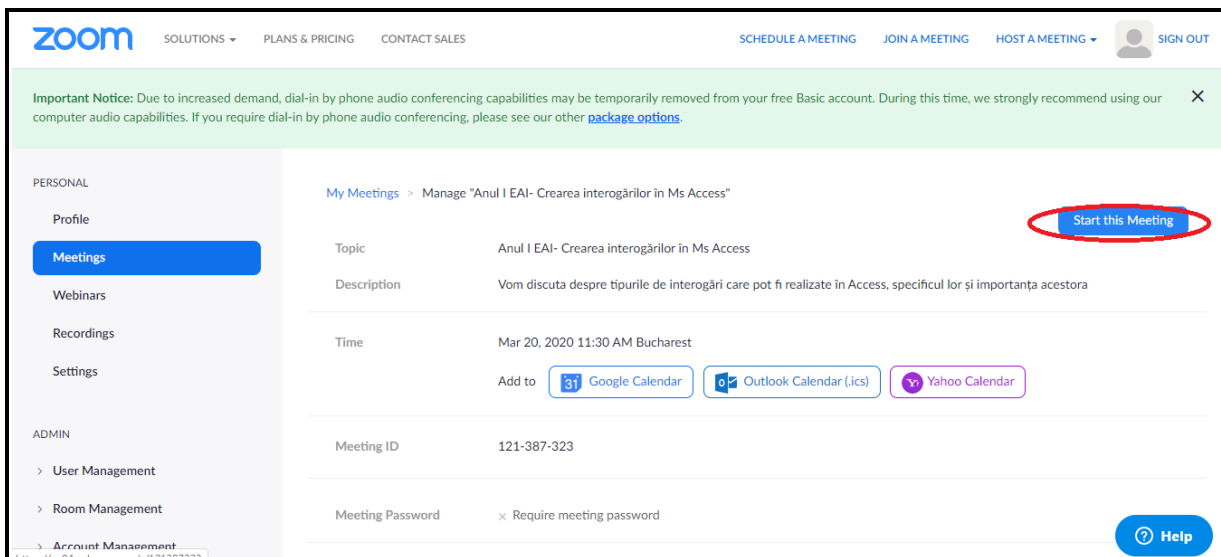 zoom SOLUTIONS PLANS & PRICING CONTACT SALES SCHEDULE A MEETING JOIN A MEETING HOST A MEETING SIGN OUT
Important Notice: Due to increased demand, dial-in by phone audio conferencing capabilities may be temporarily removed from your free Basic account. During this time, we strongly recommend using our
computer audio capabilities. If you require dial-in by phone audio conferencing, please see our other package options.
PERSONAL
Profile
Meetings
Webinars
Recordings
Settings
ADMIN
User Management
Room Management
Account Management
My Meetings > Manage "Anul I EAI- Crearea interogărilor în Ms Access"
Start this Meeting
Topic Anul I EAI- Crearea interogărilor în Ms Access
Description Vom discuta despre tipurile de interogări care pot fi realizate în Access, specificul lor și importanța acestora
Time Mar 20, 2020 11:30 AM Bucharest
Add to 31 Google Calendar Outlook Calendar (.ics) Yahoo Calendar
Meeting ID 121-387-323
Meeting Password × Require meeting password
Help